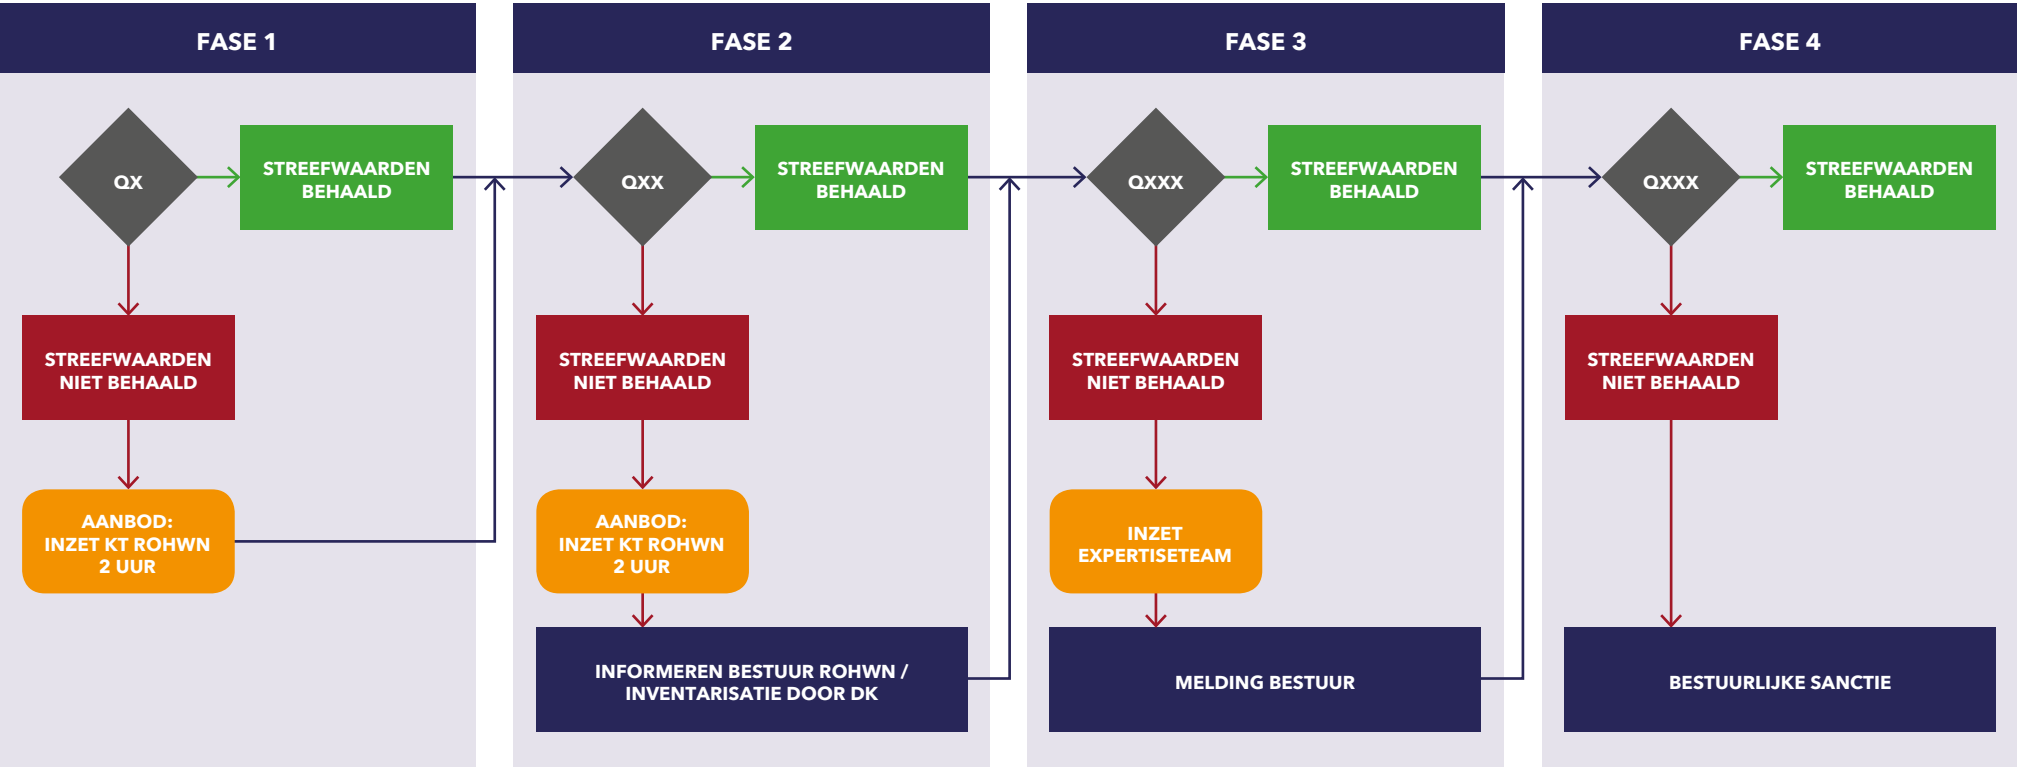 FASE 1
QX
STREEFWAARDEN
BEHAALD
STREEFWAARDEN
NIET BEHAALD
AANBOD:
INZET KT ROHWN
2 UUR
FASE 2
QXX
STREEFWAARDEN
BEHAALD
STREEFWAARDEN
NIET BEHAALD
AANBOD:
INZET KT ROHWN
2 UUR
INFORMEREN BESTUUR ROHWN /
INVENTARISATIE DOOR DK
FASE 3
QXXX
STREEFWAARDEN
BEHAALD
STREEFWAARDEN
NIET BEHAALD
INZET
EXPERTISETEAM
MELDING BESTUUR
FASE 4
QXXX
STREEFWAARDEN
BEHAALD
STREEFWAARDEN
NIET BEHAALD
BESTUURLIJKE SANCTIE